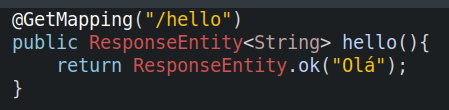 @GetMapping("/hello")
public ResponseEntity<String> hello(){
    return ResponseEntity.ok("Olá");
}